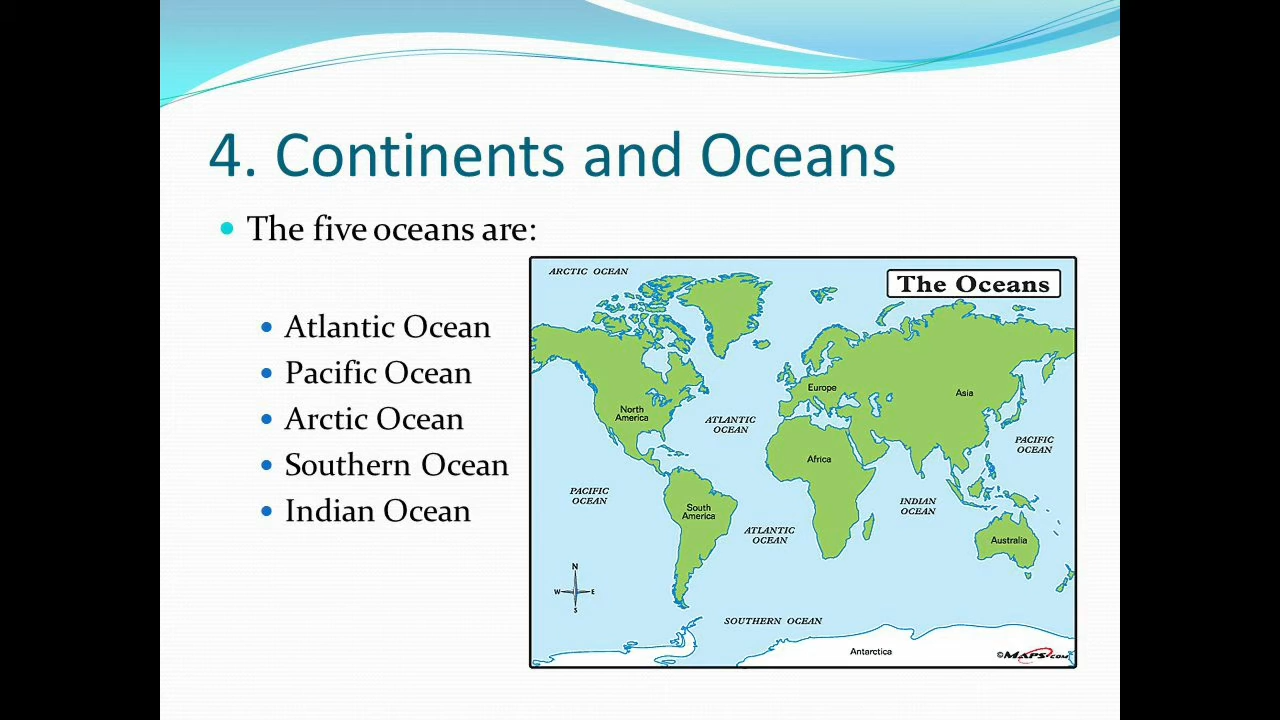 4. Continents and Oceans
The five oceans are:
Atlantic Ocean
Pacific Ocean
Arctic Ocean
Southern Ocean
Indian Ocean
ARCTIC OCEAN
The Oceans
North
America
Europe
Asia
ATLANTIC
OCEAN
PACIFIC
OCEAN
Africa
PACIFIC
OCEAN
South
America
INDIAN
OCEAN
ATLANTIC
OCEAN
Australia
N
W E
S
SOUTHERN OCEAN
Antarctica
©MAPS.COM